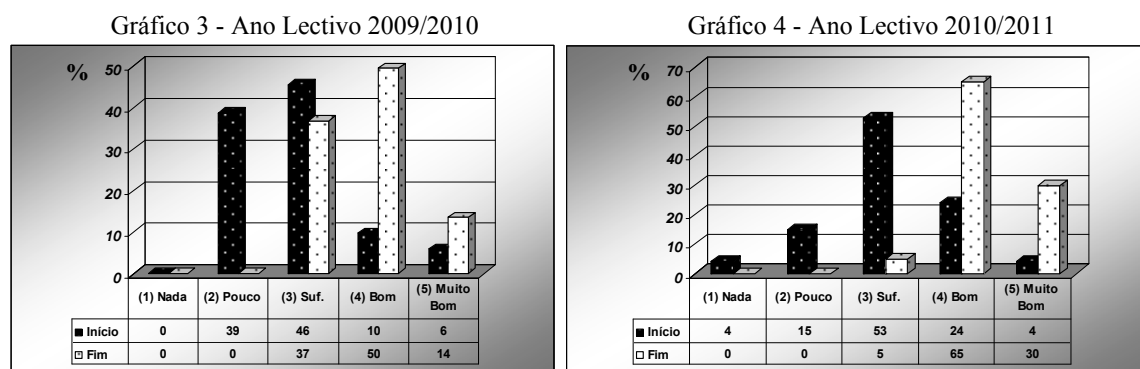 Gráfico 3 - Ano Lectivo 2009/2010
%
50
40
30
20
10
0
(1) Nada (2) Pouco (3) Suf. (4) Bom (5) Muito Bom
Início 0 39 46 10 6
Fim 0 0 37 50 14
Gráfico 4 - Ano Lectivo 2010/2011
%
70
60
50
40
30
20
10
0
(1) Nada (2) Pouco (3) Suf. (4) Bom (5) Muito Bom
Início 4 15 53 24 4
Fim 0 0 5 65 30